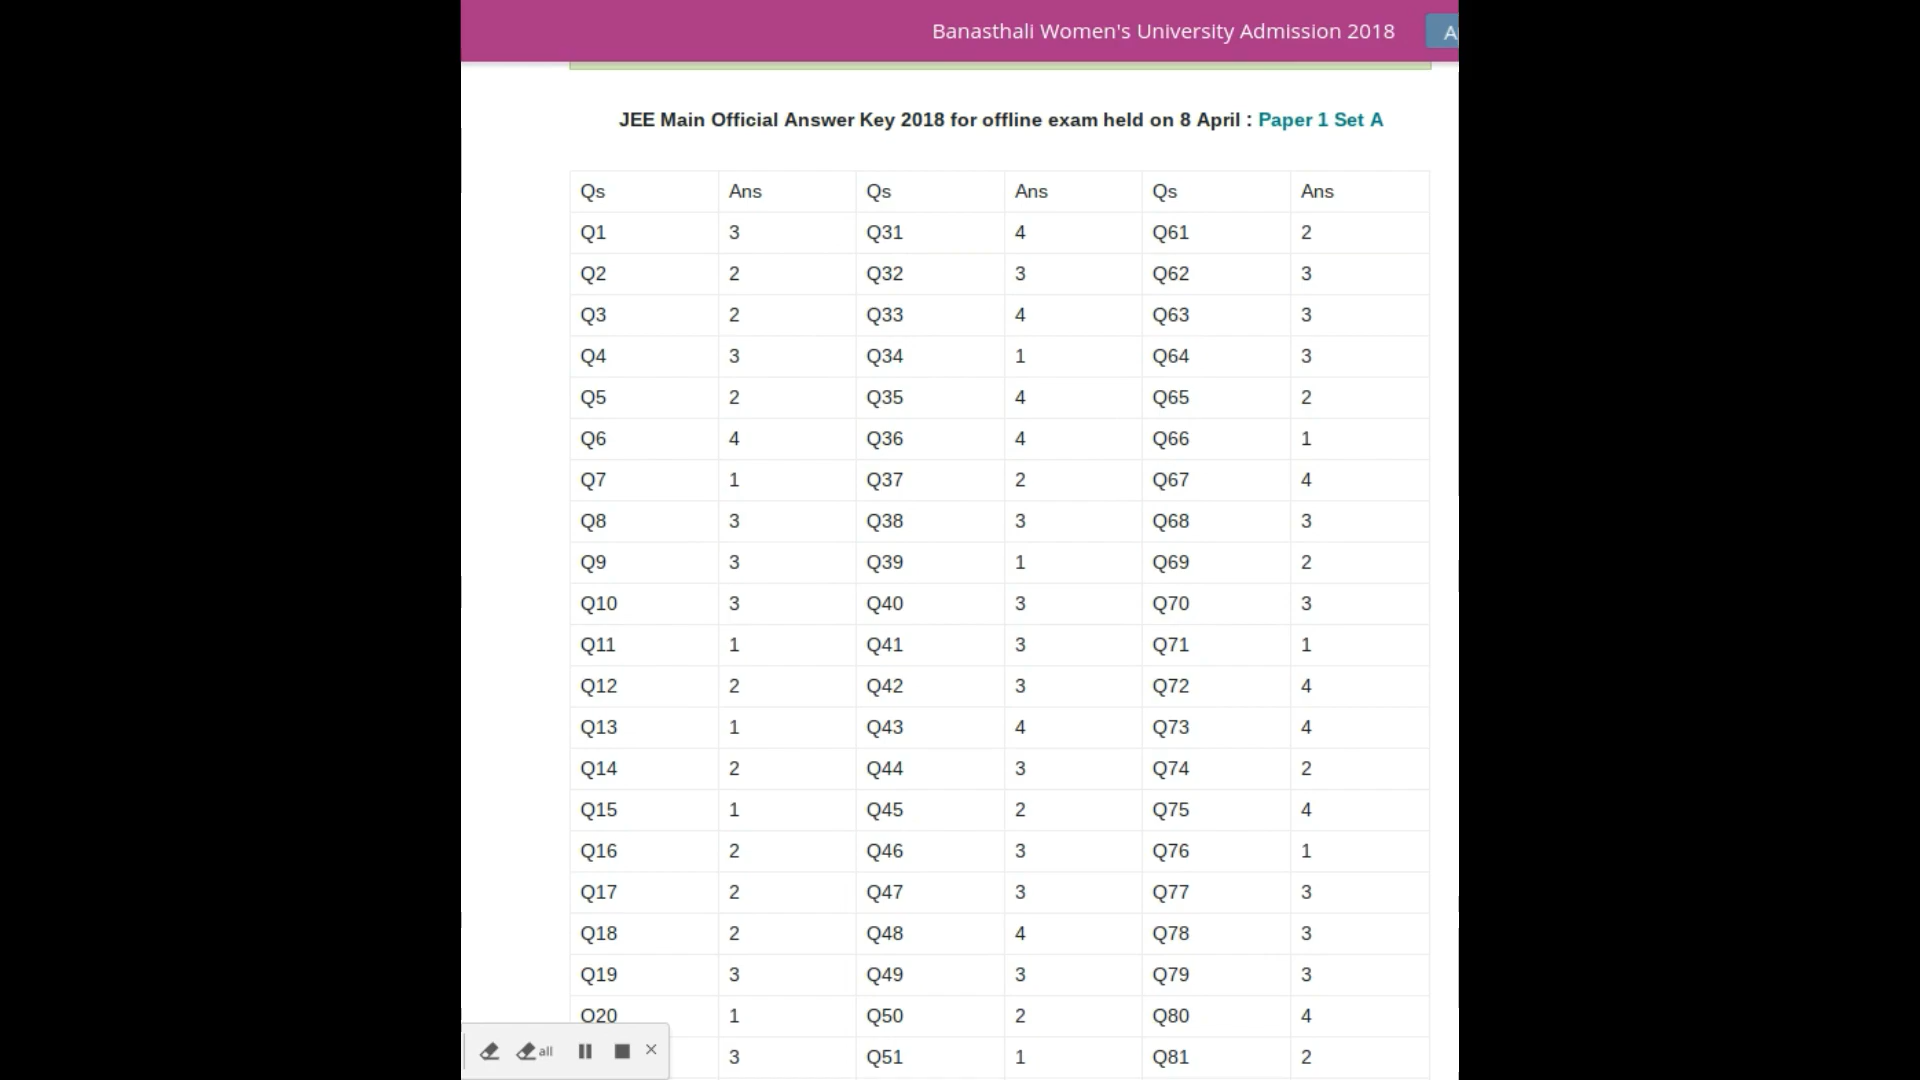 Banasthali Women's University Admission 2018 A
JEE Main Official Answer Key 2018 for offline exam held on 8 April : Paper 1 Set A
Qs Ans Qs Ans Qs Ans
Q1 3 Q31 4 Q61 2
Q2 2 Q32 3 Q62 3
Q3 2 Q33 4 Q63 3
Q4 3 Q34 1 Q64 3
Q5 2 Q35 4 Q65 2
Q6 4 Q36 4 Q66 1
Q7 1 Q37 2 Q67 4
Q8 3 Q38 3 Q68 3
Q9 3 Q39 1 Q69 2
Q10 3 Q40 3 Q70 3
Q11 1 Q41 3 Q71 1
Q12 2 Q42 3 Q72 4
Q13 1 Q43 4 Q73 4
Q14 2 Q44 3 Q74 2
Q15 1 Q45 2 Q75 4
Q16 2 Q46 3 Q76 1
Q17 2 Q47 3 Q77 3
Q18 2 Q48 4 Q78 3
Q19 3 Q49 3 Q79 3
Q20 1 Q50 2 Q80 4
3 Q51 1 Q81 2
all